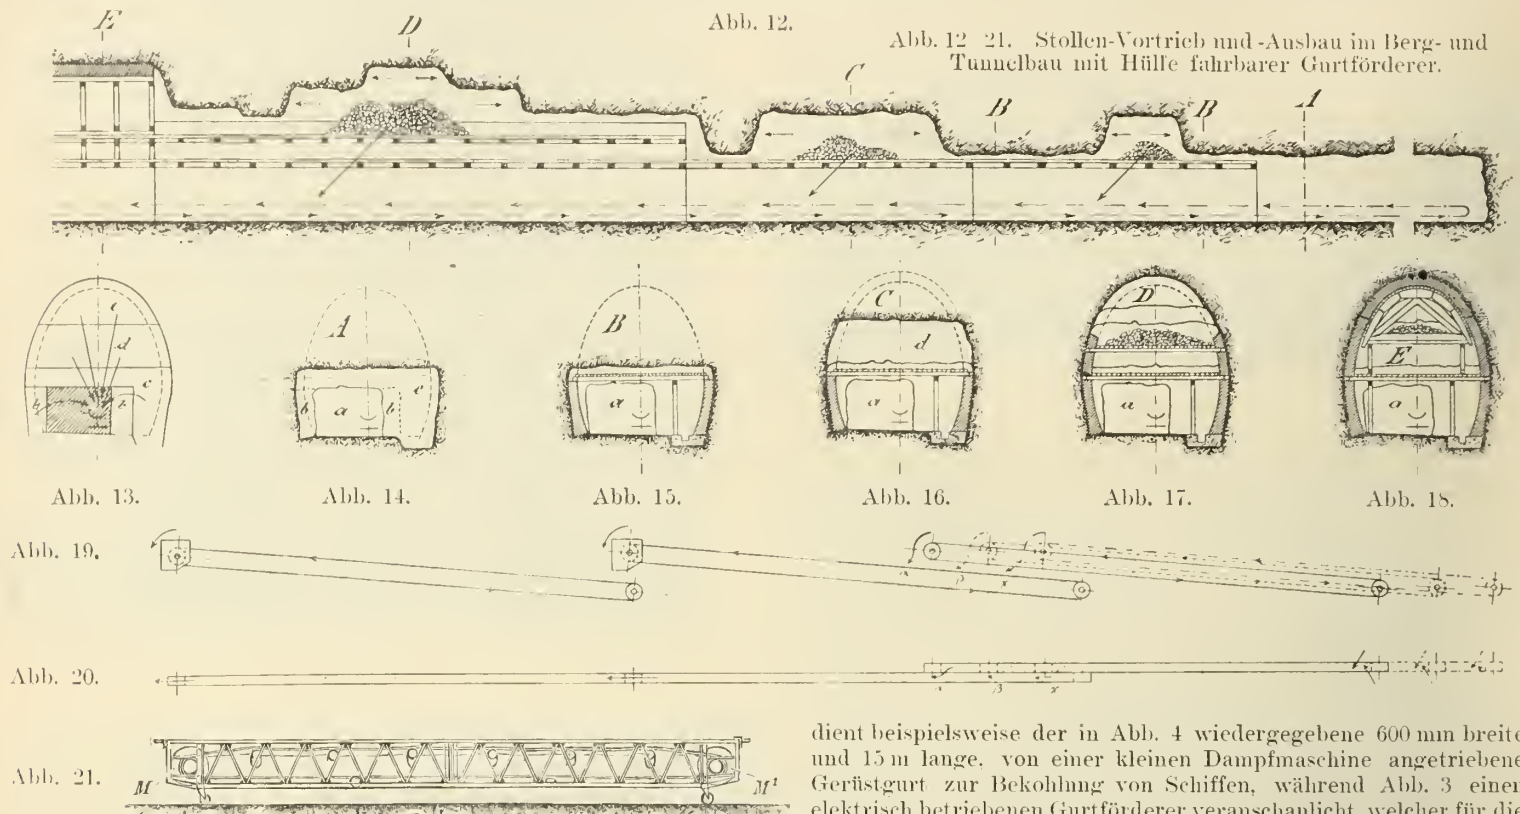 E
D
Abb. 12.
Abb. 12–21. Stollen-Vortrieb und -Ausbau im Berg- und
Tunnelbau mit Hülfe fahrbarer Gurtförderer.
C
B
B
A
e
d
c
b
b
A
b
a
b
c
B
a
C
d
a
D
a
E
a
Abb. 13.
Abb. 14.
Abb. 15.
Abb. 16.
Abb. 17.
Abb. 18.
Abb. 19.
Abb. 20.
Abb. 21.
M
M¹
dient beispielsweise der in Abb. 4 wiedergegebene 600 mm breite
und 15 m lange, von einer kleinen Dampfmaschine angetriebene
Gerüstgurt zur Bekohlung von Schiffen, während Abb. 3 einen
elektrisch betriebenen Gurtförderer veranschaulicht, welcher für die